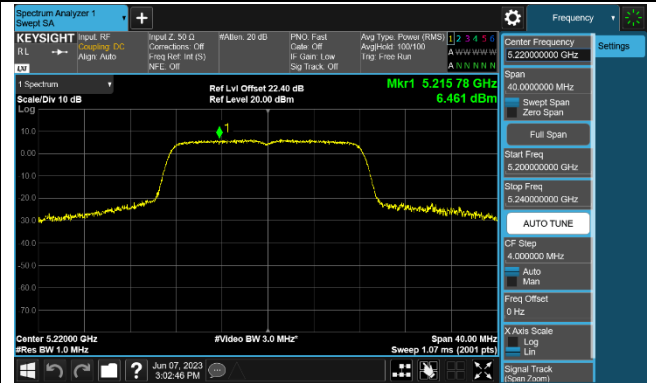 Spectrum Analyzer 1
Swept SA
+
Frequency
KEYSIGHT
RL
LXI
Input: RF
Coupling: DC
Align: Auto
Input Z: 50 Ω
Corrections: Off
Freq Ref: Int (S)
NFE: Off
#Atten: 20 dB
PNO: Fast
Gate: Off
IF Gain: Low
Sig Track: Off
Avg Type: Power (RMS)
Avg|Hold: 100/100
Trig: Free Run
1 2 3 4 5 6
A W W W W W
A N N N N N
1 Spectrum
Scale/Div 10 dB
Log
Ref Lvl Offset 22.40 dB
Ref Level 20.00 dBm
Mkr1 5.215 78 GHz
6.461 dBm
1
10.0
0.00
-10.0
-20.0
-30.0
-40.0
-50.0
-60.0
-70.0
Center 5.22000 GHz
#Res BW 1.0 MHz
#Video BW 3.0 MHz*
Span 40.00 MHz
Sweep 1.07 ms (2001 pts)
Jun 07, 2023
3:02:46 PM
?
Center Frequency
5.220000000 GHz
Settings
Span
40.0000000 MHz
Swept Span
Zero Span
Full Span
Start Freq
5.200000000 GHz
Stop Freq
5.240000000 GHz
AUTO TUNE
CF Step
4.000000 MHz
Auto
Man
Freq Offset
0 Hz
X Axis Scale
Log
Lin
Signal Track
(Span Zoom)